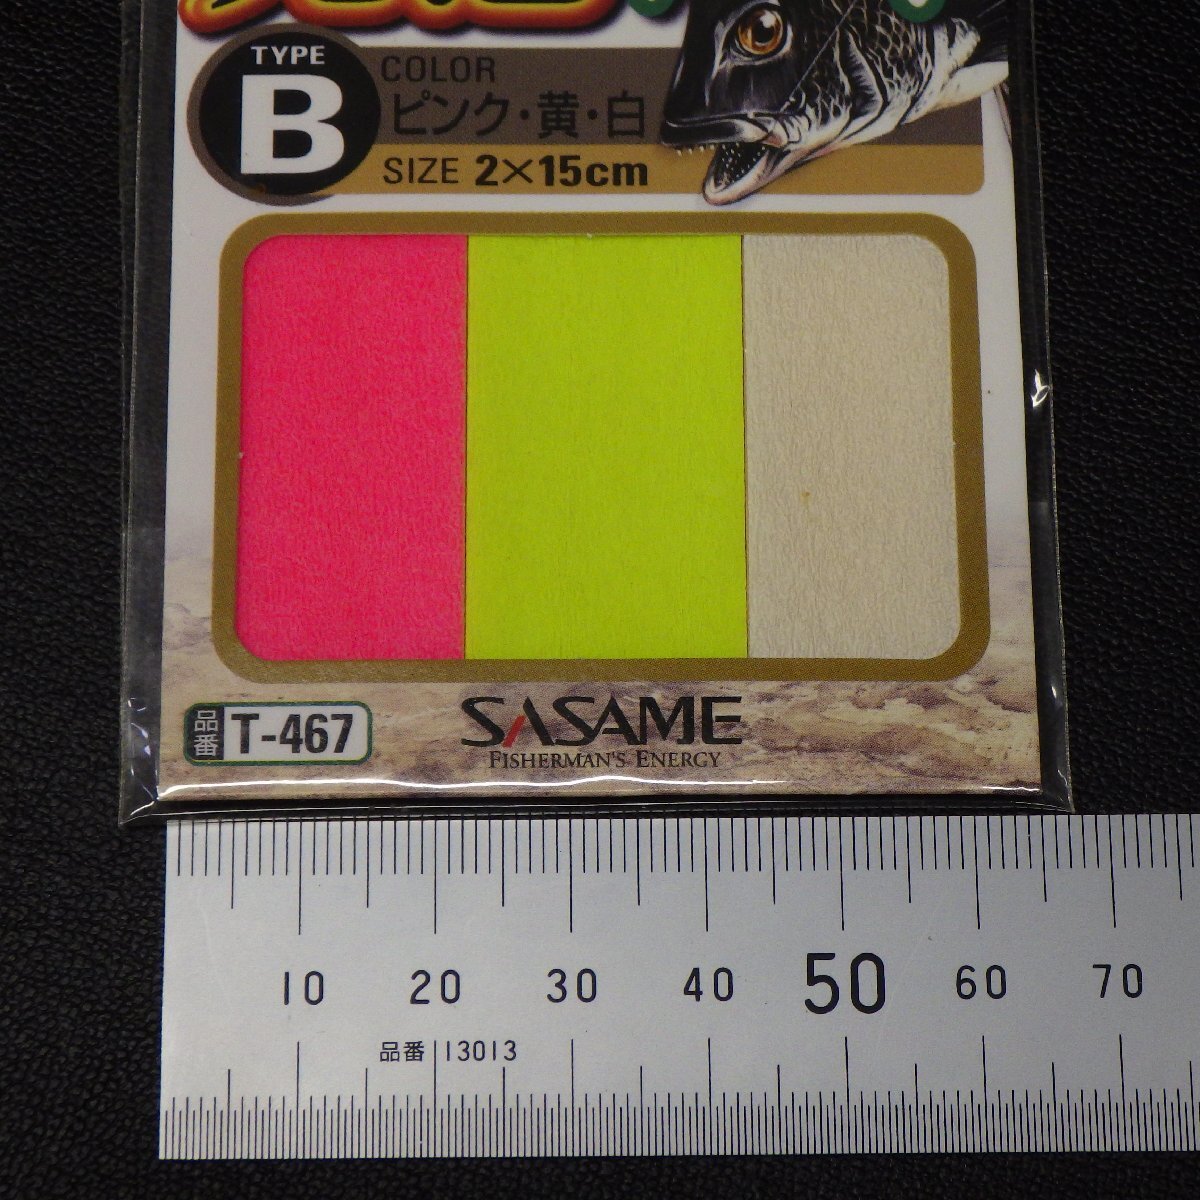 TYPE
B
COLOR
ピンク・黄・白
SIZE 2×15cm
品番 T-467
SASAME
FISHERMAN'S ENERGY
10 20 30 40 50 60 70
品番 13013